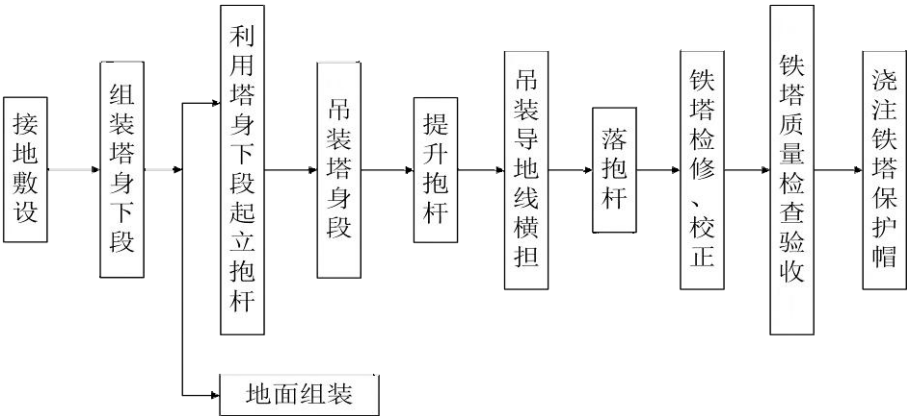 接地敷设
组装塔身下段
利用塔身下段起立抱杆
吊装塔身段
提升抱杆
吊装导地线横担
落抱杆
铁塔检修、校正
铁塔质量检查验收
浇注铁塔保护帽
地面组装